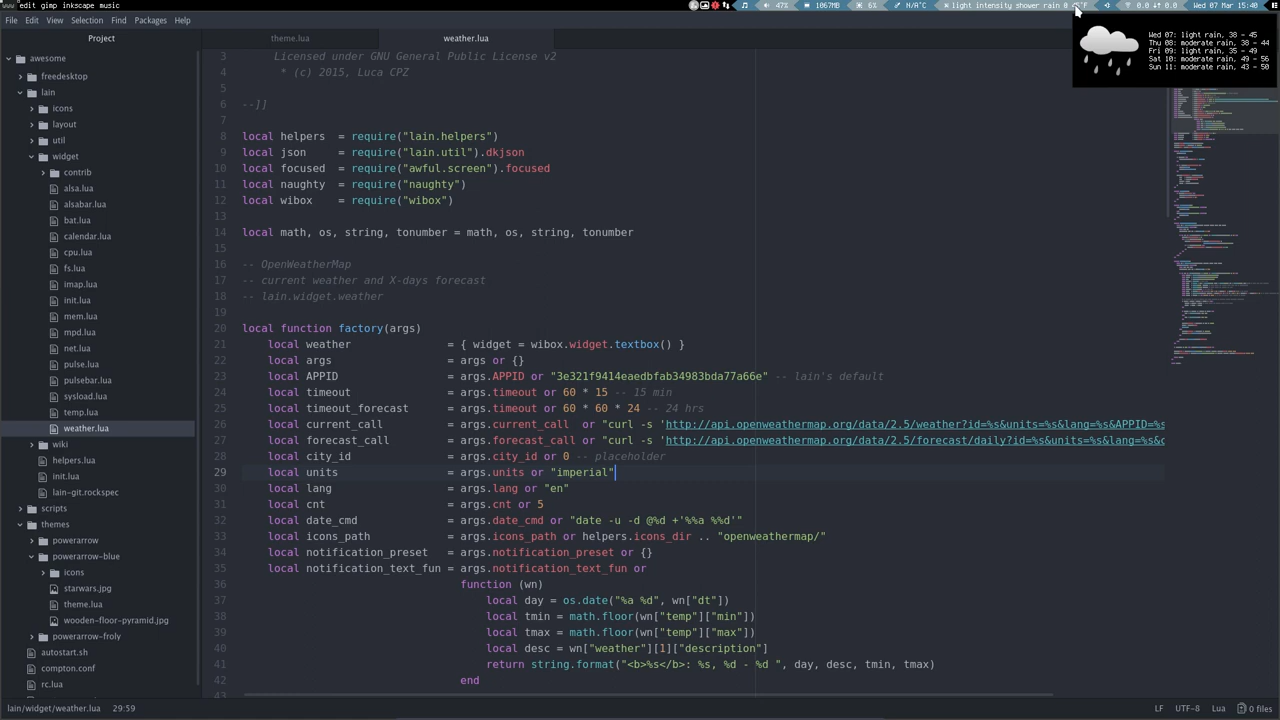 edit gimp inkscape music
47%
1067MB
6%
N/A°C
light intensity shower rain @
0.0
0.0
Wed 07 Mar 15:40
File Edit View Selection Find Packages Help
Wed 07: light rain, 38 - 45
Thu 08: moderate rain, 38 - 44
Fri 09: light rain, 35 - 49
Sat 10: moderate rain, 49 - 56
Sun 11: moderate rain, 43 - 50
Project
theme.lua
weather.lua
awesome
freedesktop
lain
icons
layout
util
widget
contrib
alsa.lua
alsabar.lua
bat.lua
calendar.lua
cpu.lua
fs.lua
imap.lua
init.lua
mem.lua
mpd.lua
net.lua
pulse.lua
pulsebar.lua
sysload.lua
temp.lua
weather.lua
wiki
helpers.lua
init.lua
lain-git.rockspec
scripts
themes
powerarrow
powerarrow-blue
icons
starwars.jpg
theme.lua
wooden-floor-pyramid.jpg
powerarrow-froly
autostart.sh
compton.conf
rc.lua
3 Licensed under GNU General Public License v2
4 * (c) 2015, Luca CPZ
5
6 --]]
7
8 local helpers = require("lain.helpers")
9 local json = require("lain.util").dkjson
10 local focused = require("awful.screen").focused
11 local naughty = require("naughty")
12 local wibox = require("wibox")
13
14 local math, os, string, tonumber = math, os, string, tonumber
15
16 -- OpenWeatherMap
17 -- current weather and X-days forecast
18 -- lain.widget.weather
19
20 local function factory(args)
21 local weather = { widget = wibox.widget.textbox() }
22 local args = args or {}
23 local APPID = args.APPID or "3e321f9414eaedbfab34983bda77a66e" -- lain's default
24 local timeout = args.timeout or 60 * 15 -- 15 min
25 local timeout_forecast = args.timeout or 60 * 60 * 24 -- 24 hrs
26 local current_call = args.current_call or "curl -s 'http://api.openweathermap.org/data/2.5/weather?id=%s&units=%s&lang=%s&APPID=%s
27 local forecast_call = args.forecast_call or "curl -s 'http://api.openweathermap.org/data/2.5/forecast/daily?id=%s&units=%s&lang=%s&c
28 local city_id = args.city_id or 0 -- placeholder
29 local units = args.units or "imperial"
30 local lang = args.lang or "en"
31 local cnt = args.cnt or 5
32 local date_cmd = args.date_cmd or "date -u -d @%d +'%%a %%d'"
33 local icons_path = args.icons_path or helpers.icons_dir .. "openweathermap/"
34 local notification_preset = args.notification_preset or {}
35 local notification_text_fun = args.notification_text_fun or
36 function (wn)
37 local day = os.date("%a %d", wn["dt"])
38 local tmin = math.floor(wn["temp"]["min"])
39 local tmax = math.floor(wn["temp"]["max"])
40 local desc = wn["weather"][1]["description"]
41 return string.format("<b>%s</b>: %s, %d - %d ", day, desc, tmin, tmax)
42 end
43
lain/widget/weather.lua 29:59
LF UTF-8 Lua 0 files